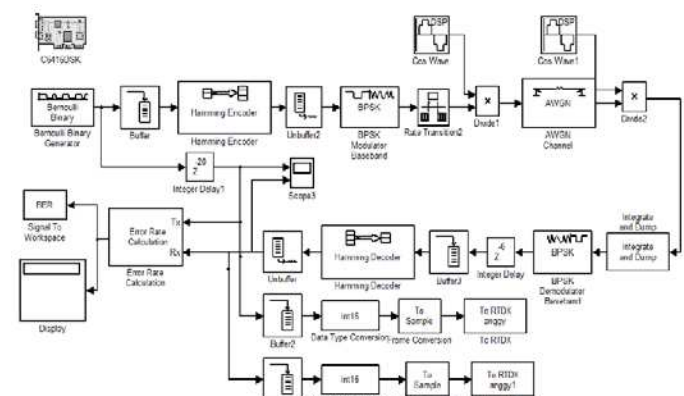 DSP
DSP
C6416DSK
Cos Wave
Cos Wave1
Bernoulli
Binary
Bernoulli Binary
Generator
Buffer
Hamming Encoder
Hamming Encoder
Unbuffer2
BPSK
BPSK
Modulator
Baseband
Rate Transition2
x
Divide1
AWGN
AWGN
Channel
x
Divide2
-20
Z
Integer Delay1
Scope3
BER
Signal To
Workspace
Tx
Error Rate
Calculation
Rx
Error Rate
Calculation
Display
Unbuffer
Hamming Decoder
Hamming Decoder
Buffer3
-6
Z
Integer Delay
BPSK
BPSK
Demodulator
Baseband1
Integrate
and Dump
Integrate
and Dump
Buffer2
Int16
Data Type Conversion
To
Sample
Frame Conversion
To RTDX
anggy
To RTDX
Int16
To
Sample
To RTDX
anggy1